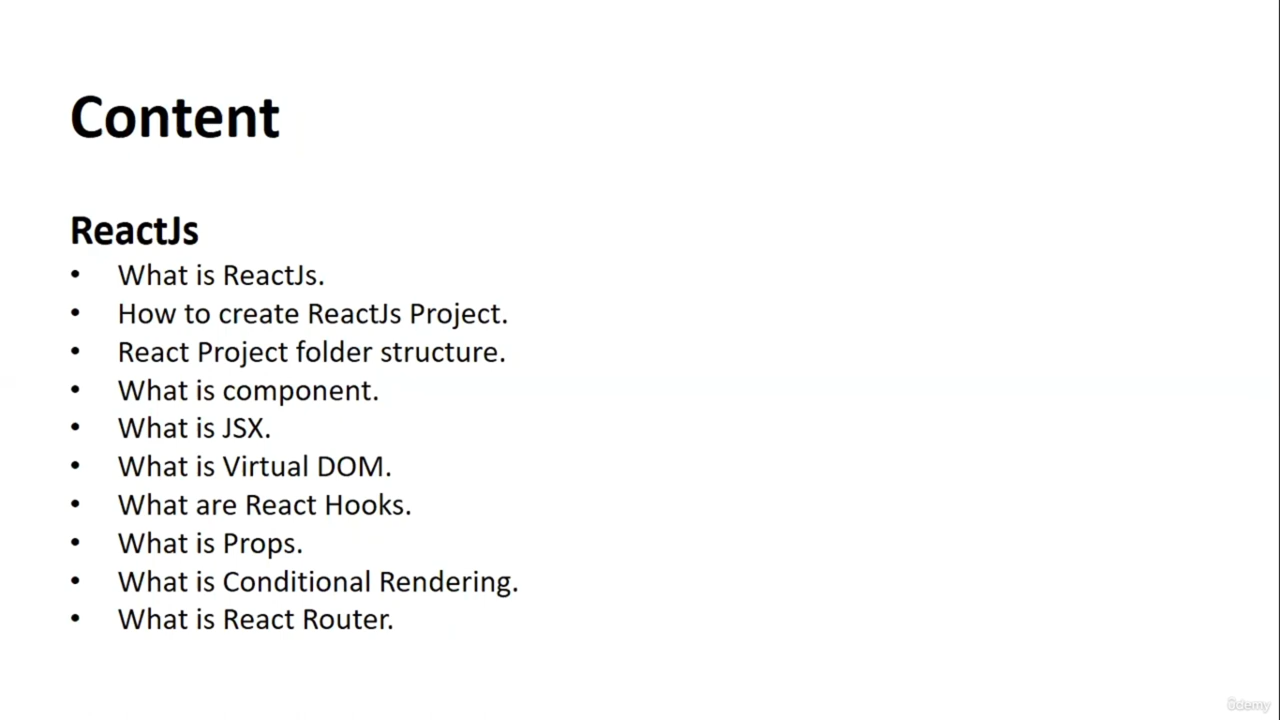 Content
ReactJs
• What is ReactJs.
• How to create ReactJs Project.
• React Project folder structure.
• What is component.
• What is JSX.
• What is Virtual DOM.
• What are React Hooks.
• What is Props.
• What is Conditional Rendering.
• What is React Router.
ûdemy